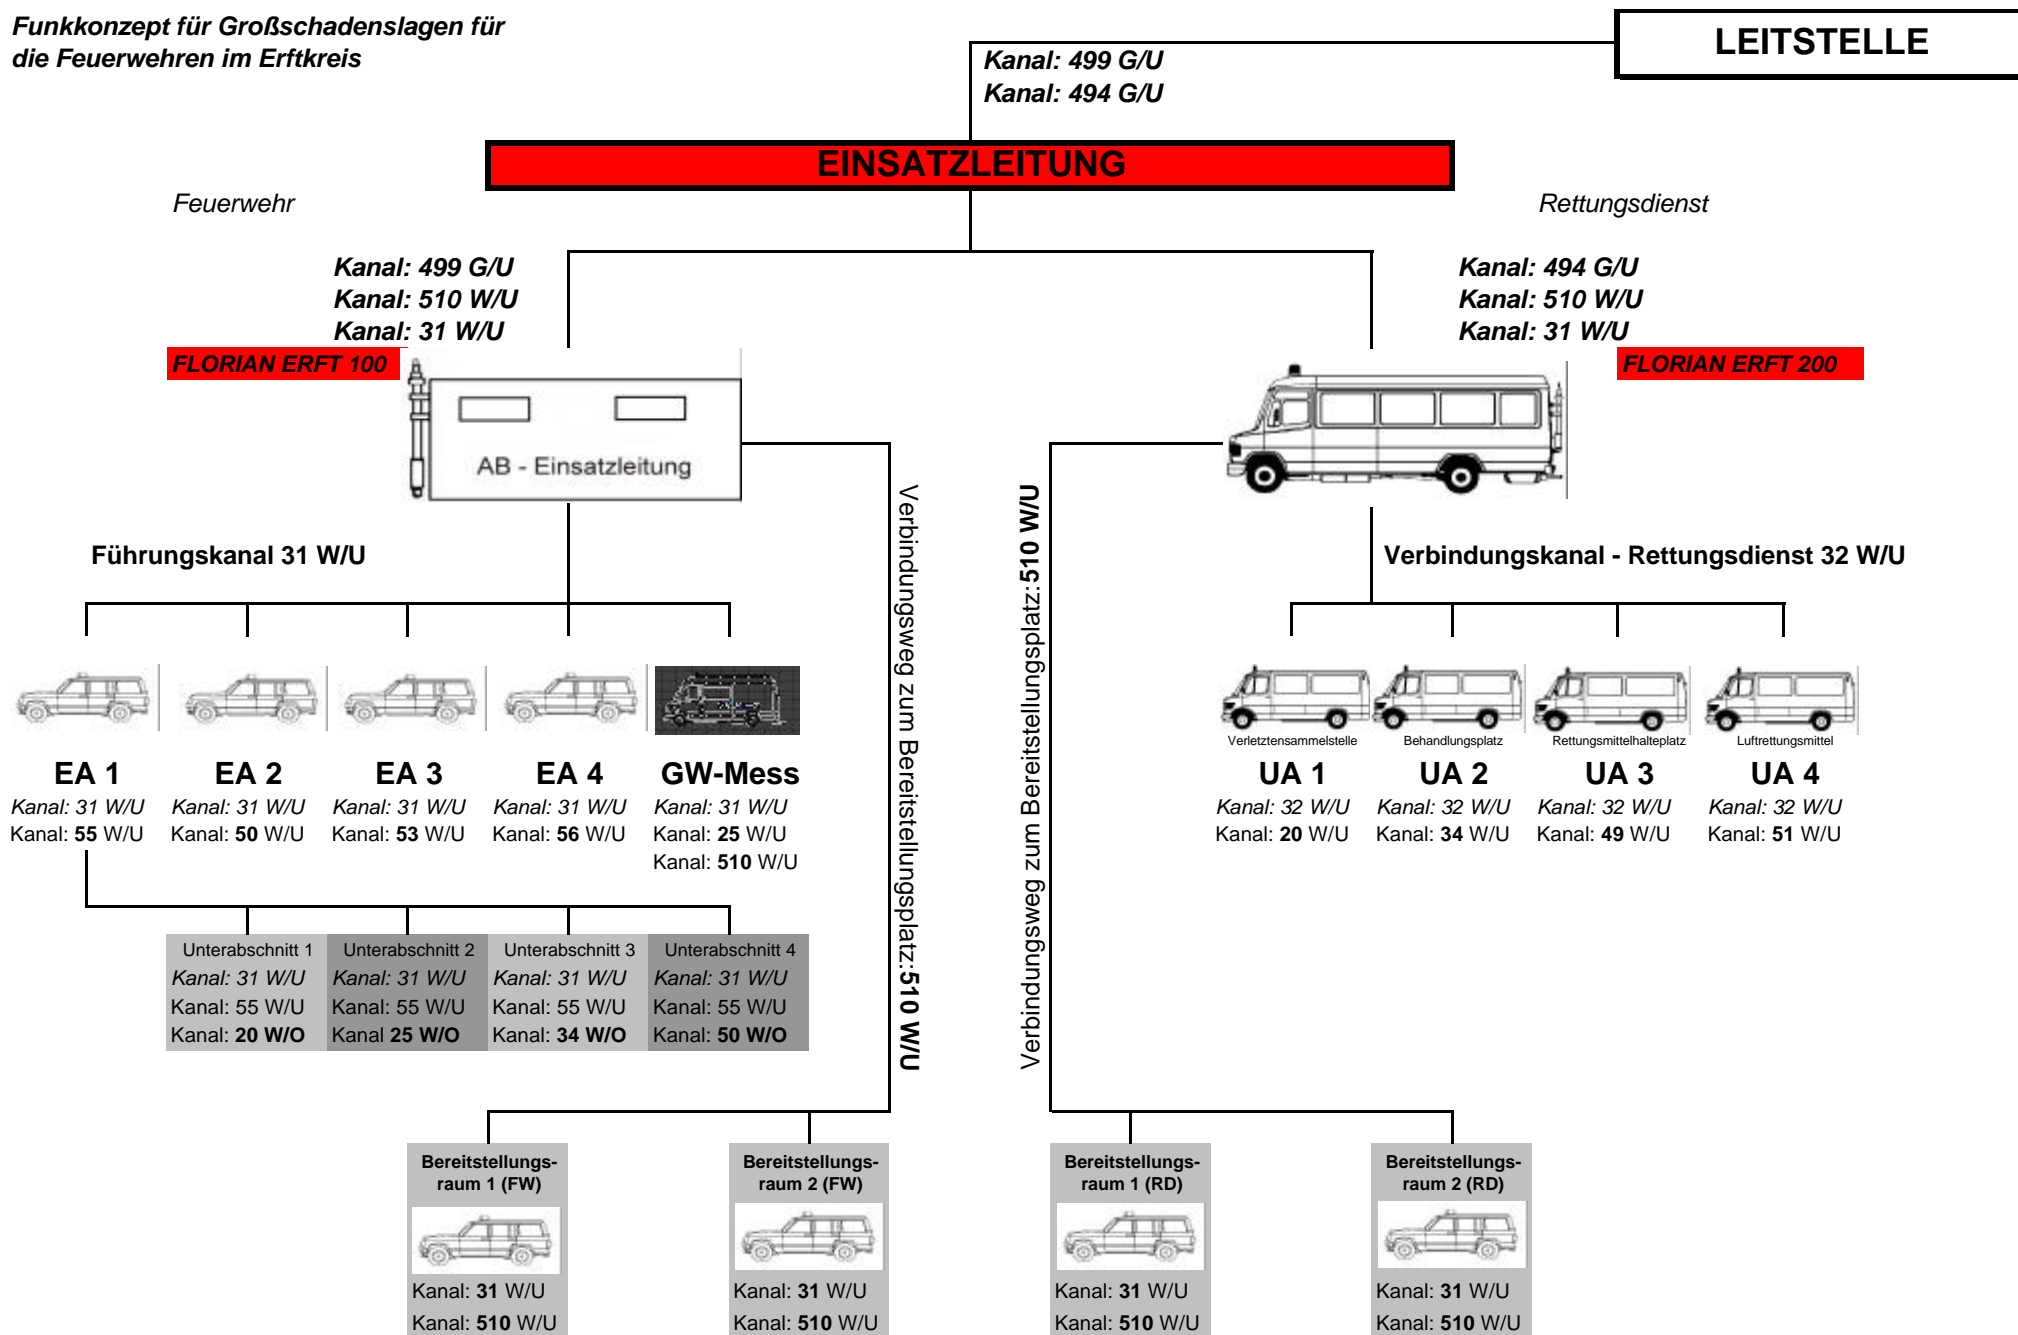 Funkkonzept für Großschadenslagen für
die Feuerwehren im Erftkreis
LEITSTELLE
Kanal: 499 G/U
Kanal: 494 G/U
EINSATZLEITUNG
Feuerwehr
Rettungsdienst
Kanal: 499 G/U
Kanal: 510 W/U
Kanal: 31 W/U
FLORIAN ERFT 100
Kanal: 494 G/U
Kanal: 510 W/U
Kanal: 31 W/U
FLORIAN ERFT 200
AB - Einsatzleitung
Verbindungsweg zum Bereitstellungsplatz:510 W/U
Verbindungsweg zum Bereitstellungsplatz:510 W/U
Führungskanal 31 W/U
Verbindungskanal - Rettungsdienst 32 W/U
EA 1
Kanal: 31 W/U
Kanal: 55 W/U
EA 2
Kanal: 31 W/U
Kanal: 50 W/U
EA 3
Kanal: 31 W/U
Kanal: 53 W/U
EA 4
Kanal: 31 W/U
Kanal: 56 W/U
GW-Mess
Kanal: 31 W/U
Kanal: 25 W/U
Kanal: 510 W/U
Verletztensammelstelle
UA 1
Kanal: 32 W/U
Kanal: 20 W/U
Behandlungsplatz
UA 2
Kanal: 32 W/U
Kanal: 34 W/U
Rettungsmittelhalteplatz
UA 3
Kanal: 32 W/U
Kanal: 49 W/U
Luftrettungsmittel
UA 4
Kanal: 32 W/U
Kanal: 51 W/U
Unterabschnitt 1
Kanal: 31 W/U
Kanal: 55 W/U
Kanal: 20 W/O
Unterabschnitt 2
Kanal: 31 W/U
Kanal: 55 W/U
Kanal 25 W/O
Unterabschnitt 3
Kanal: 31 W/U
Kanal: 55 W/U
Kanal: 34 W/O
Unterabschnitt 4
Kanal: 31 W/U
Kanal: 55 W/U
Kanal: 50 W/O
Bereitstellungs-
raum 1 (FW)
Kanal: 31 W/U
Kanal: 510 W/U
Bereitstellungs-
raum 2 (FW)
Kanal: 31 W/U
Kanal: 510 W/U
Bereitstellungs-
raum 1 (RD)
Kanal: 31 W/U
Kanal: 510 W/U
Bereitstellungs-
raum 2 (RD)
Kanal: 31 W/U
Kanal: 510 W/U